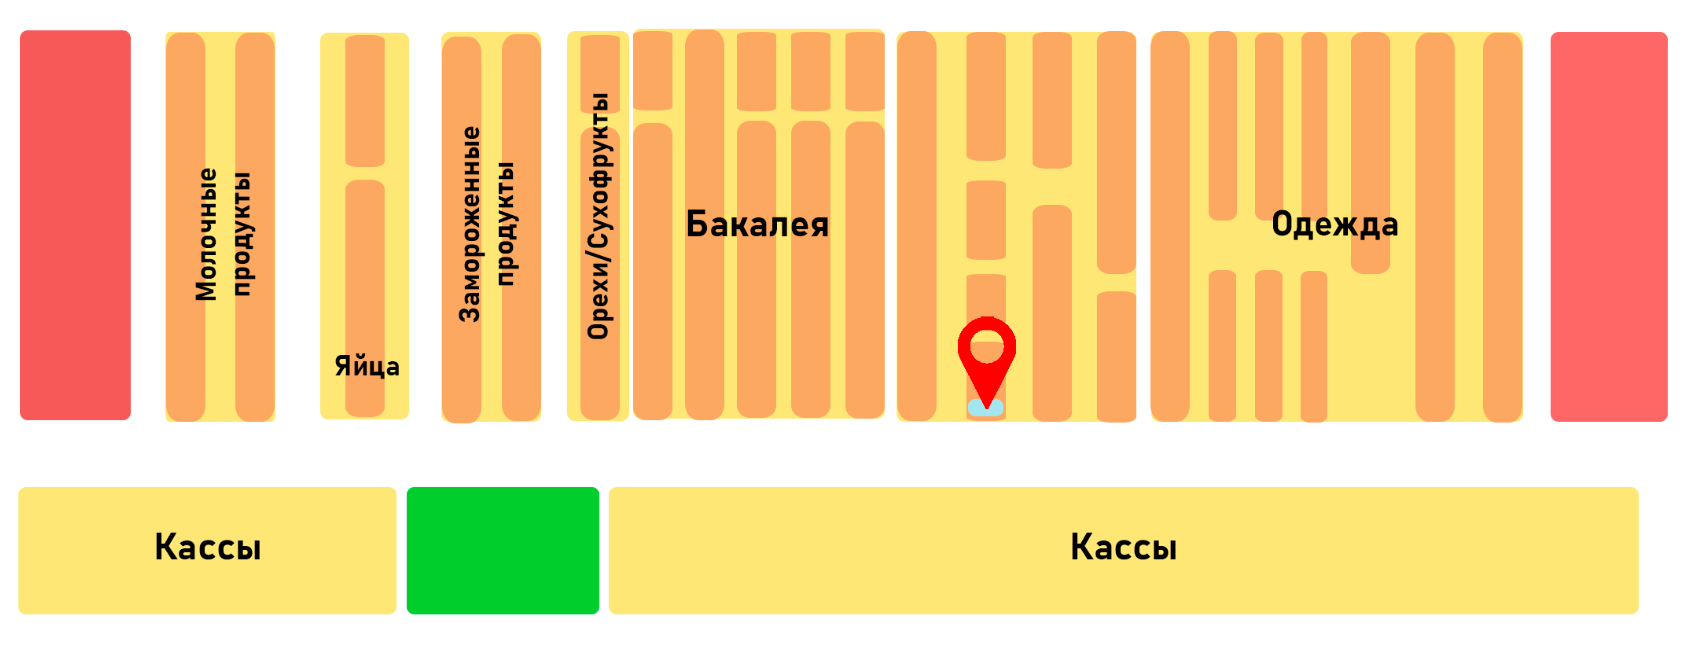 Молочные
продукты
Яйца
Замороженные
продукты
Орехи/Сухофрукты
Бакалея
Одежда
Кассы
Кассы